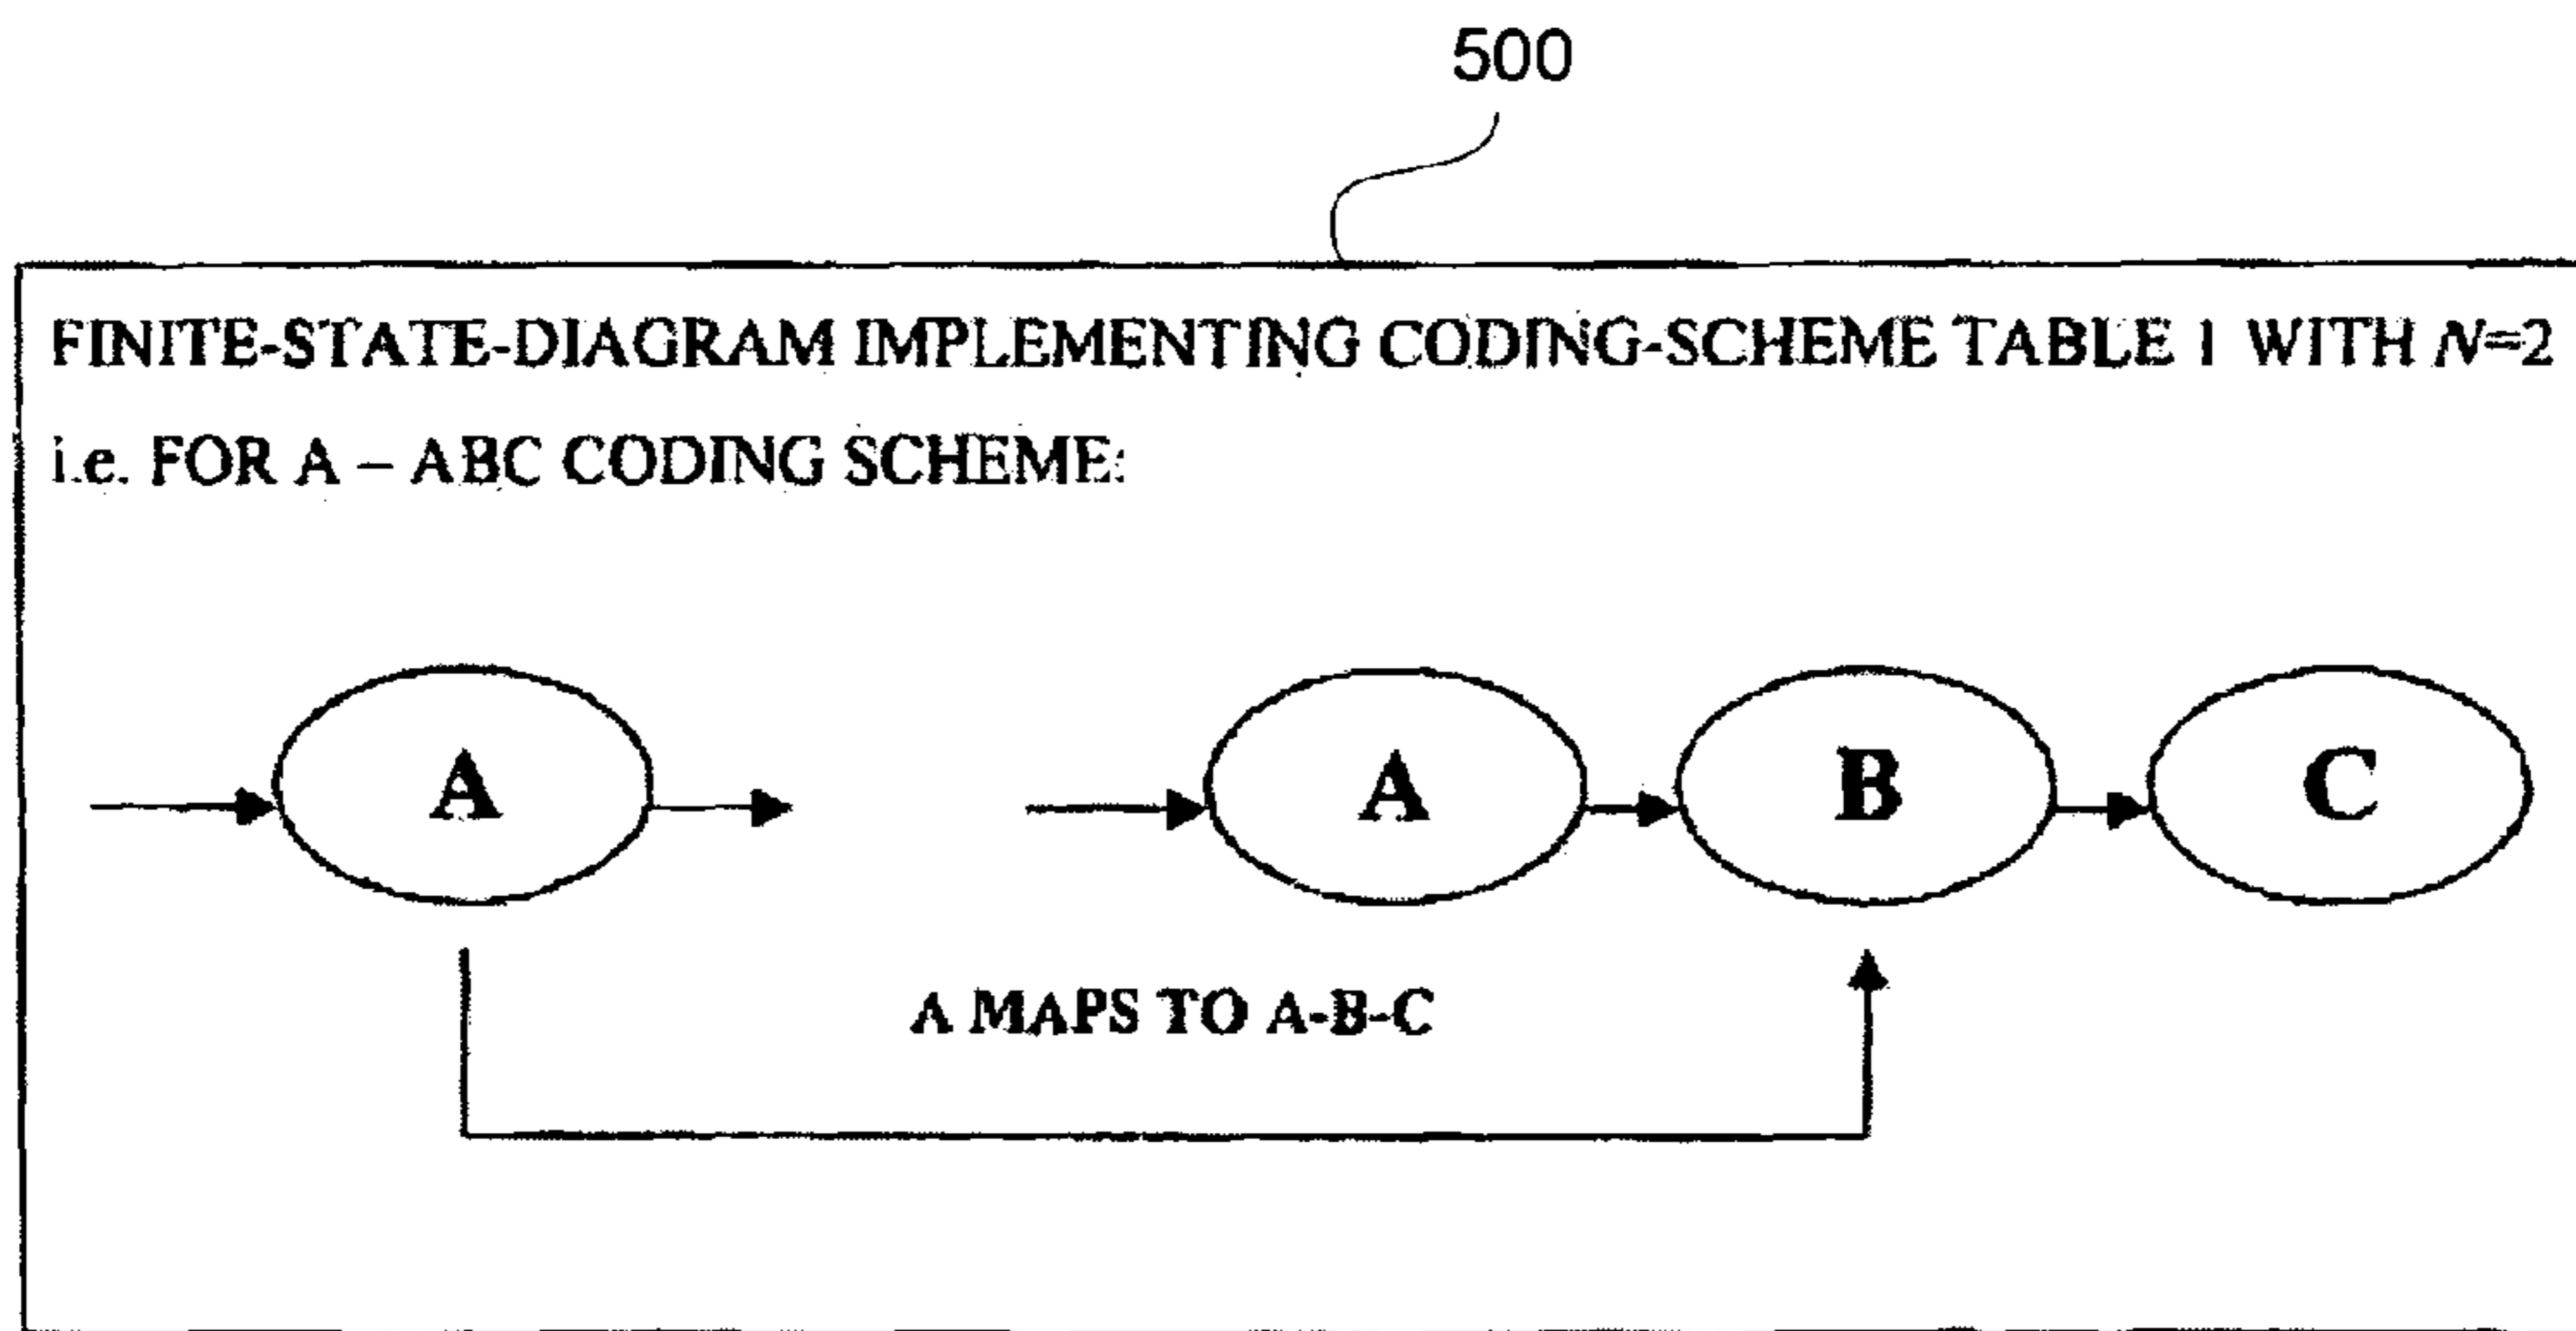 500
FINITE-STATE-DIAGRAM IMPLEMENTING CODING-SCHEME TABLE 1 WITH N=2
i.e. FOR A – ABC CODING SCHEME:
A A B C
A MAPS TO A-B-C